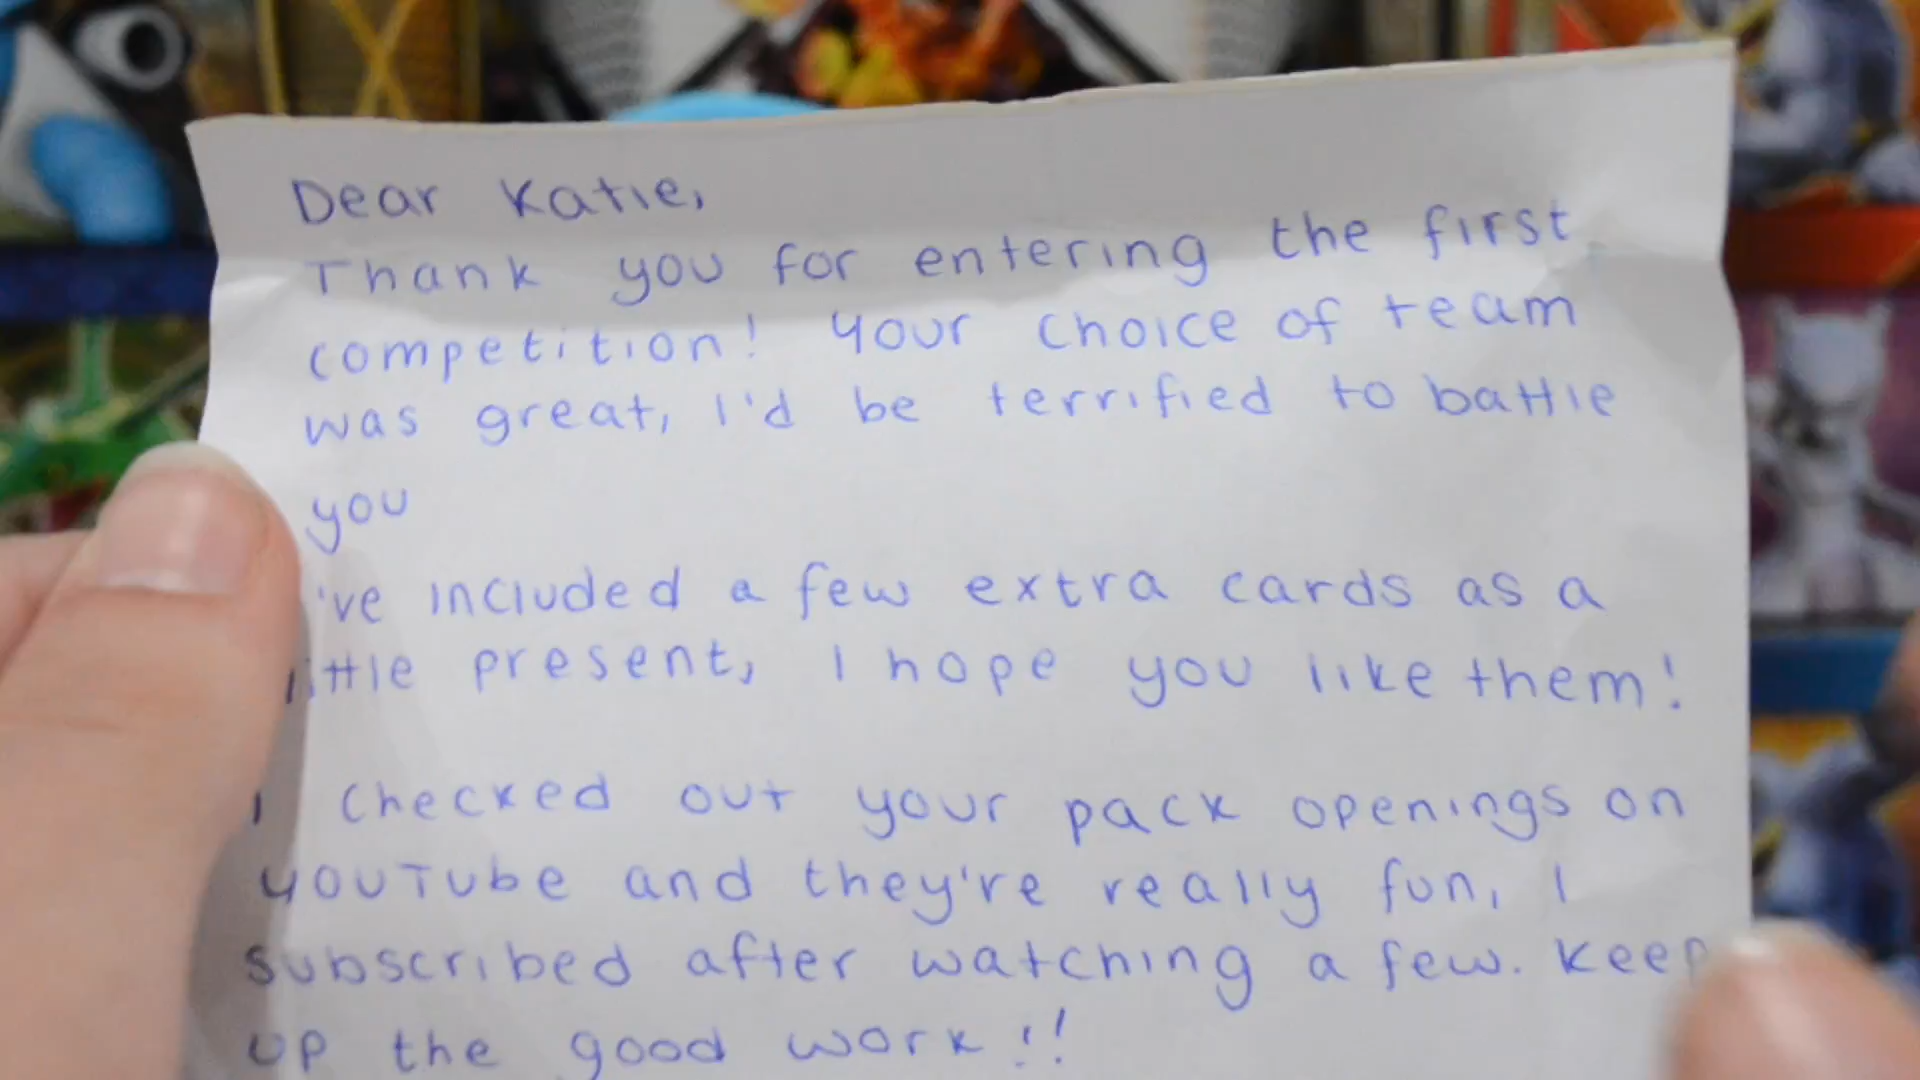 Dear Katie,
Thank you for entering the first
competition! Your choice of team
was great, I'd be terrified to battle
you
've included a few extra cards as a
little present, I hope you like them!
I checked out your pack openings on
YouTube and they're really fun, I
subscribed after watching a few. Keep
up the good work!!